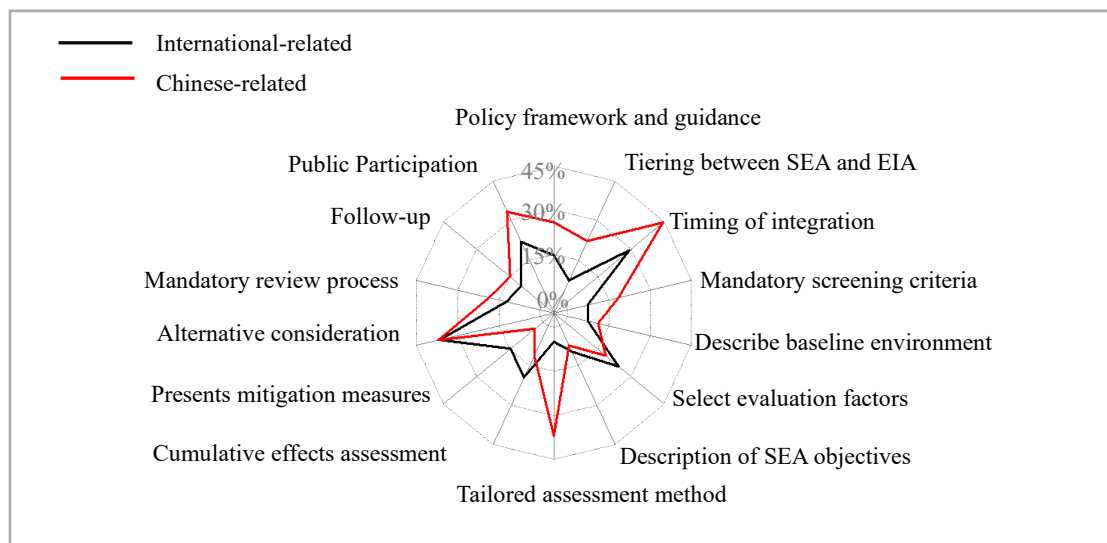 International-related
Chinese-related
Policy framework and guidance
Public Participation
45%
Tiering between SEA and EIA
Follow-up
30%
Timing of integration
15%
Mandatory review process
0%
Mandatory screening criteria
Alternative consideration
Describe baseline environment
Presents mitigation measures
Select evaluation factors
Cumulative effects assessment
Description of SEA objectives
Tailored assessment method